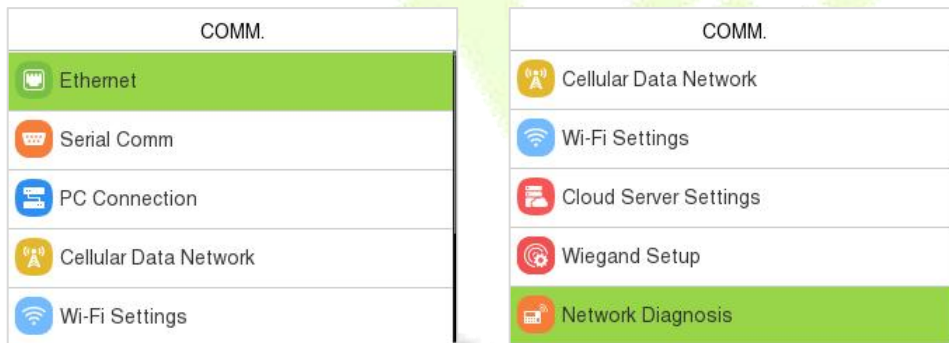 COMM.
Ethernet
Serial Comm
PC Connection
Cellular Data Network
Wi-Fi Settings
COMM.
Cellular Data Network
Wi-Fi Settings
Cloud Server Settings
Wiegand Setup
Network Diagnosis